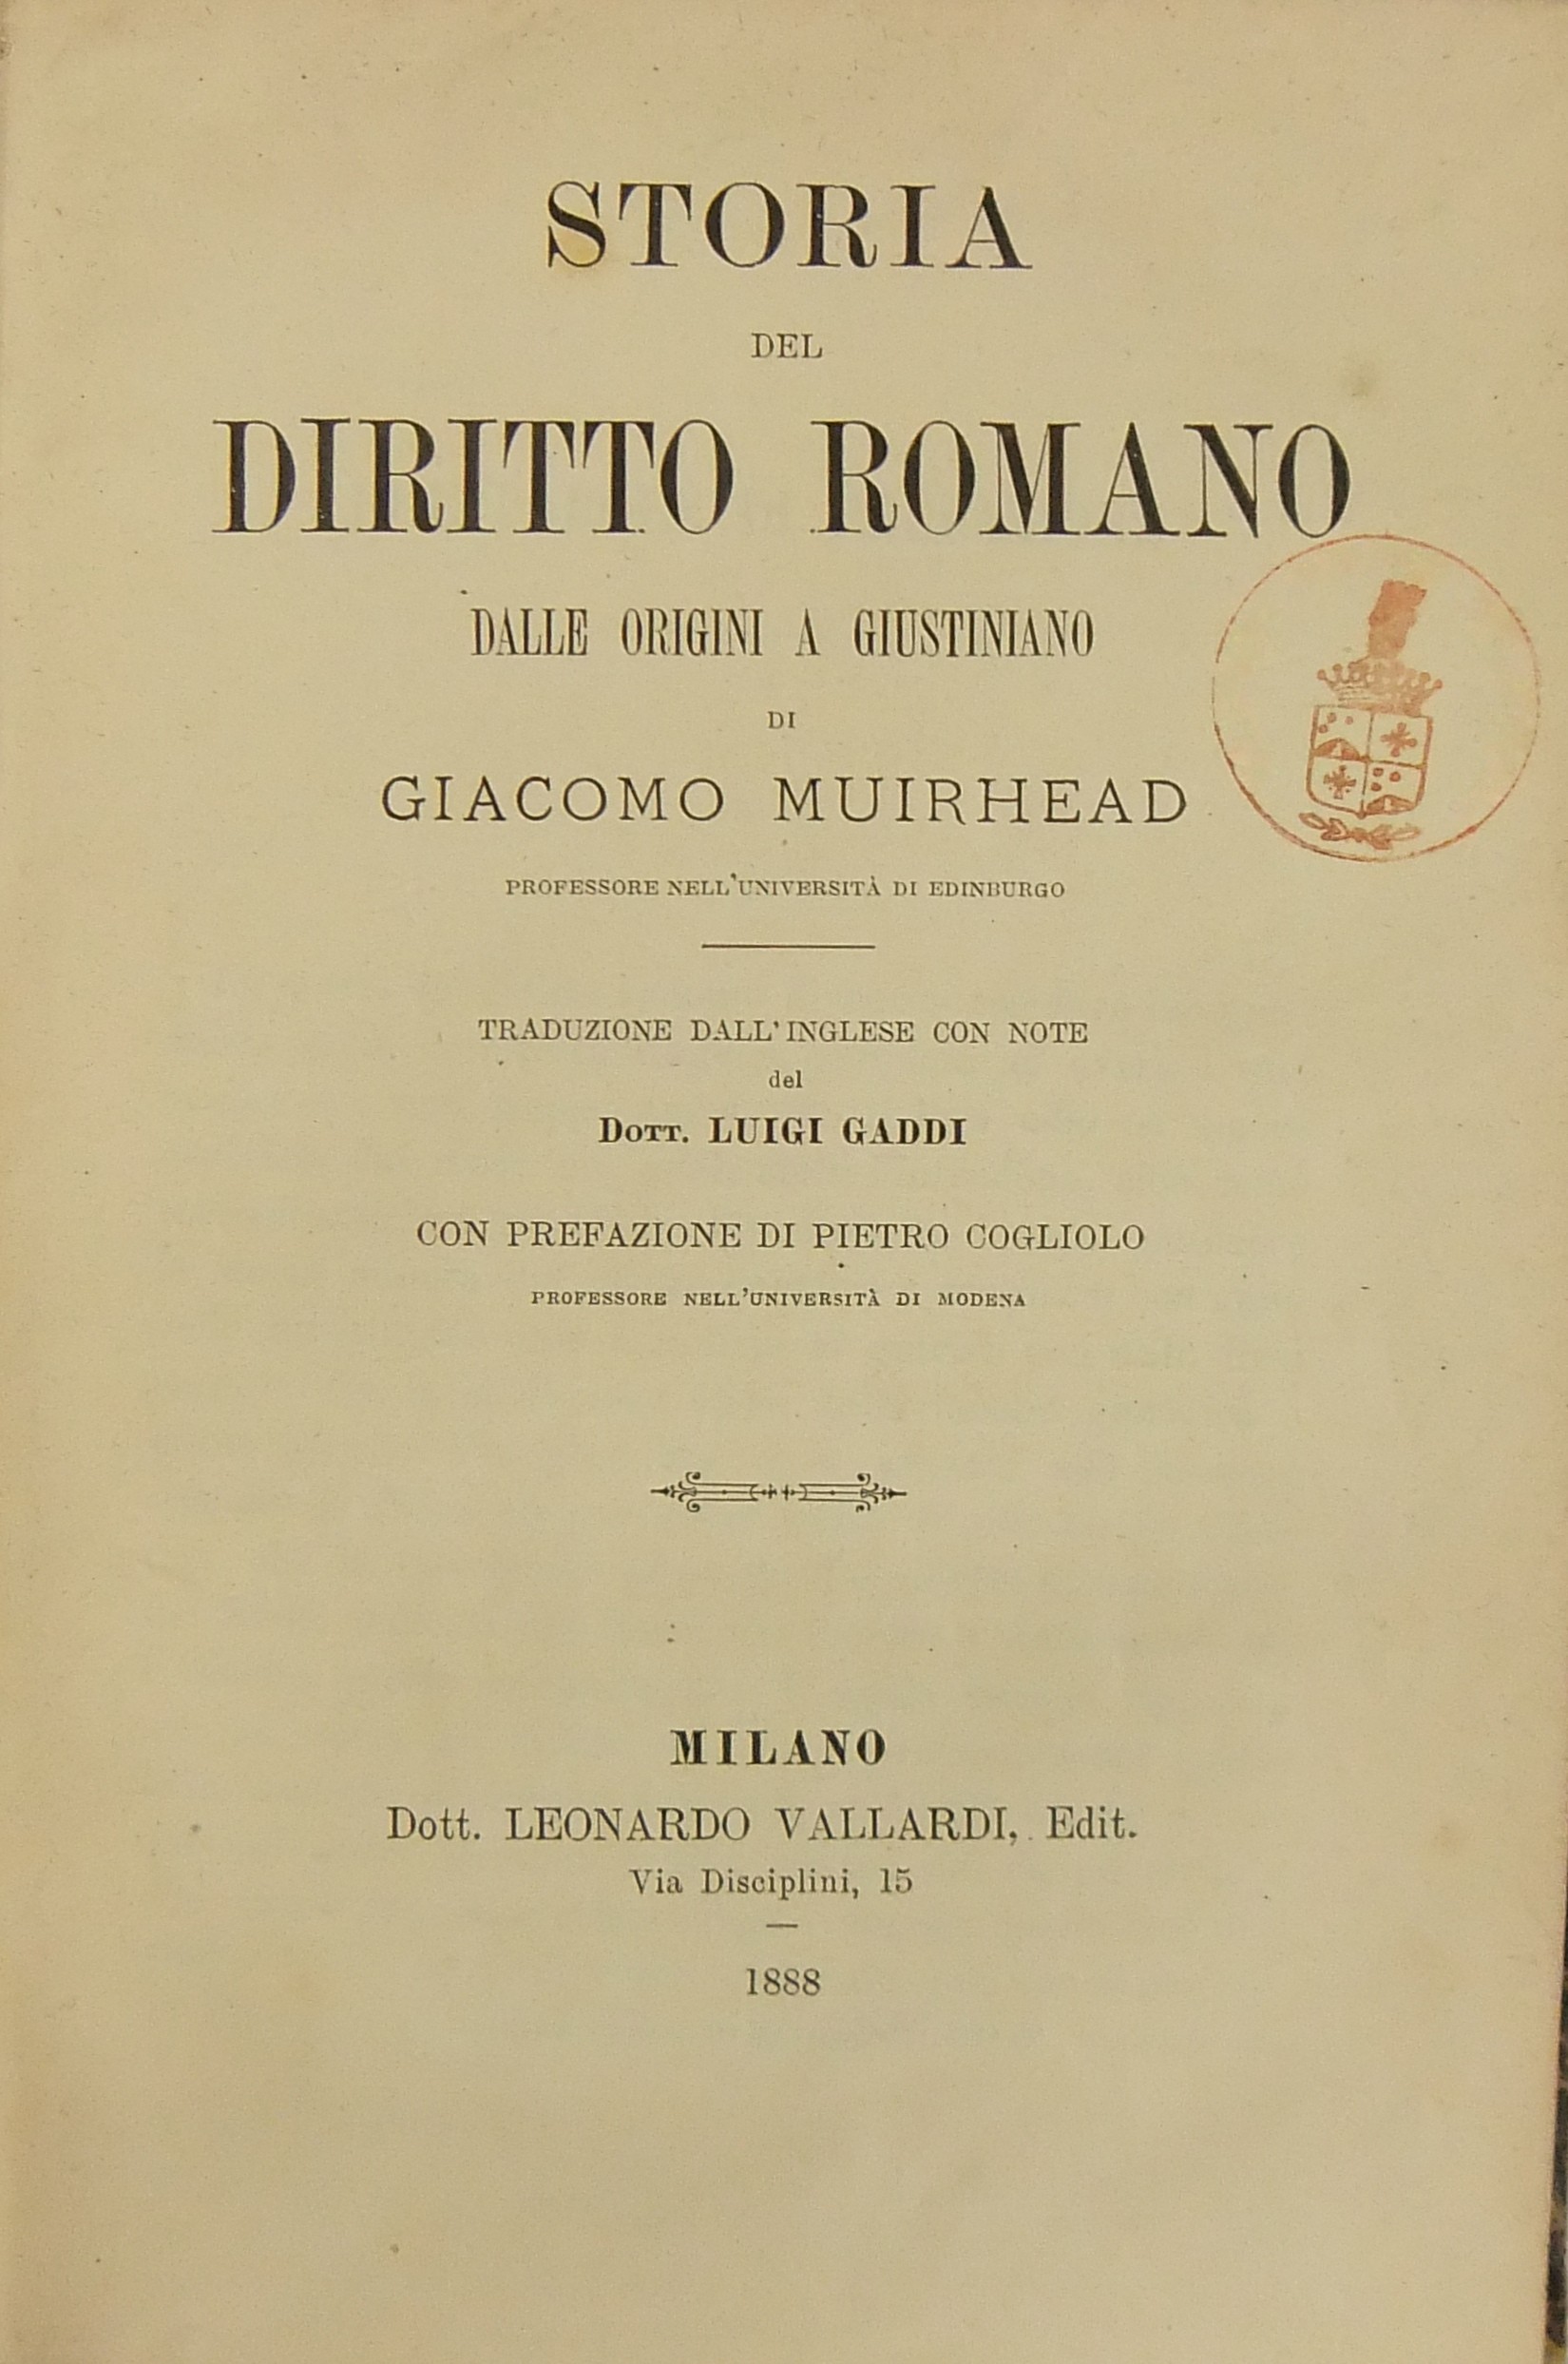 STORIA
DEL
DIRITTO ROMANO
DALLE ORIGINI A GIUSTINIANO
DI
GIACOMO MUIRHEAD
PROFESSORE NELL'UNIVERSITÀ DI EDINBURGO
TRADUZIONE DALL'INGLESE CON NOTE
del
Dott. LUIGI GADDI
CON PREFAZIONE DI PIETRO COGLIOLO
PROFESSORE NELL'UNIVERSITÀ DI MODENA
MILANO
Dott. LEONARDO VALLARDI, Edit.
Via Disciplini, 15
1888